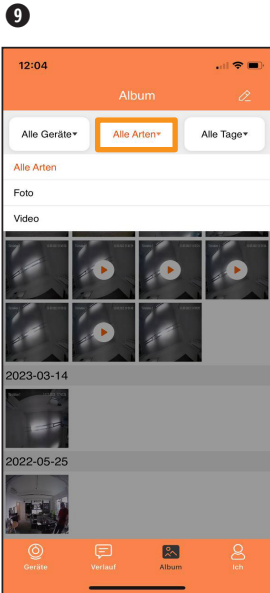 9
12:04
Album
Alle Geräte▾ Alle Arten▾ Alle Tage▾
Alle Arten
Foto
Video
2023-03-14
2022-05-25
Geräte Verlauf Album Ich